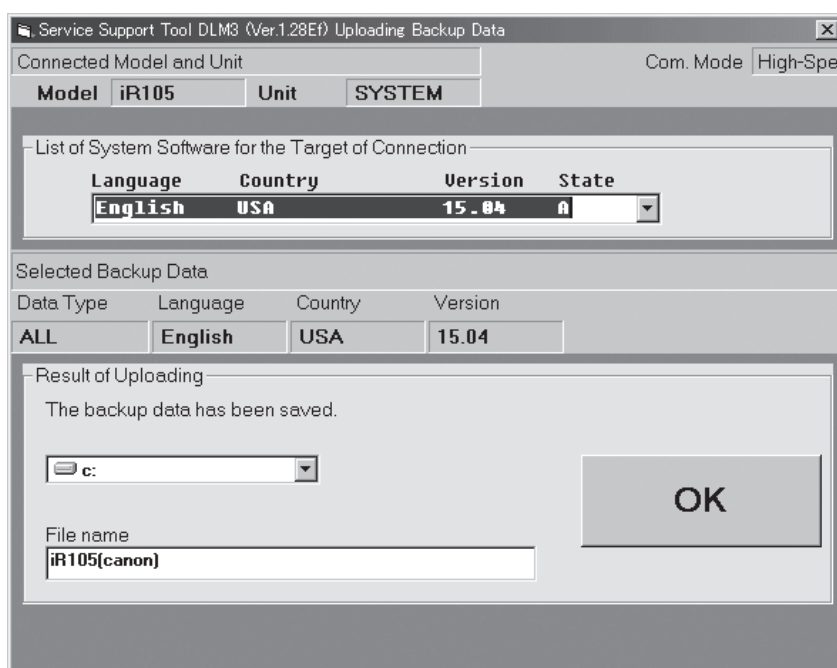 Service Support Tool DLM3 (Ver.1.28Ef) Uploading Backup Data
Connected Model and Unit
Com. Mode High-Spe
Model iR105 Unit SYSTEM
List of System Software for the Target of Connection
Language Country Version State
English USA 15.04 A
Selected Backup Data
Data Type Language Country Version
ALL English USA 15.04
Result of Uploading
The backup data has been saved.
c:
OK
File name
iR105(canon)